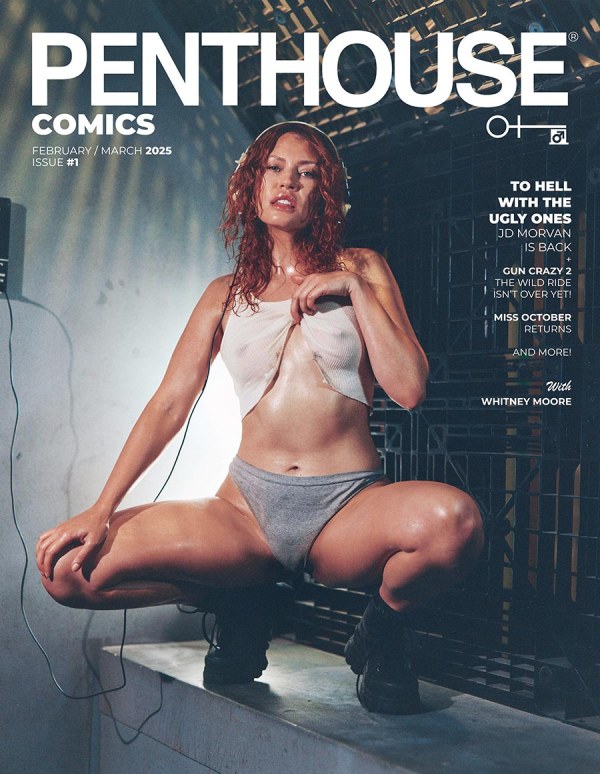 PENTHOUSE®
COMICS
FEBRUARY / MARCH 2025
ISSUE #1
TO HELL
WITH THE
UGLY ONES
JD MORVAN
IS BACK
+
GUN CRAZY 2
THE WILD RIDE
ISN'T OVER YET!
MISS OCTOBER
RETURNS
AND MORE!
With
WHITNEY MOORE